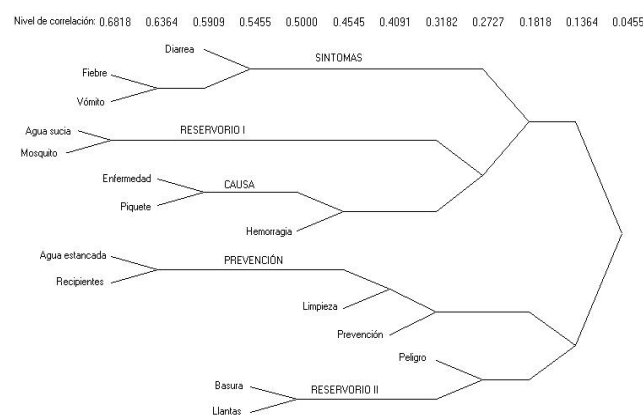 Nivel de correlación: 0.6818 0.6364 0.5909 0.5455 0.5000 0.4545 0.4091 0.3182 0.2727 0.1818 0.1364 0.0455
Diarrea
SINTOMAS
Fiebre
Vómito
Agua sucia
RESERVORIO I
Mosquito
Enfermedad
CAUSA
Piquete
Hemorragia
Agua estancada
PREVENCIÓN
Recipientes
Limpieza
Prevención
Peligro
Basura
RESERVORIO II
Llantas